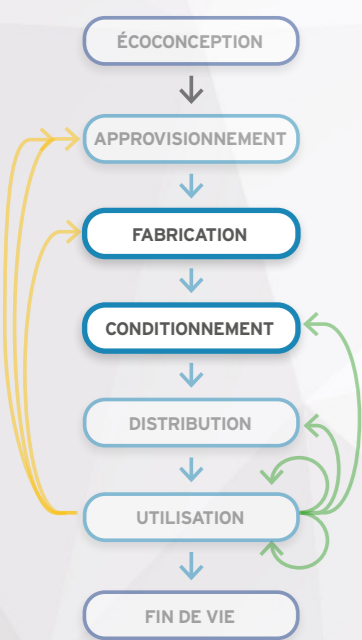 ÉCOCONCEPTION
APPROVISIONNEMENT
FABRICATION
CONDITIONNEMENT
DISTRIBUTION
UTILISATION
FIN DE VIE